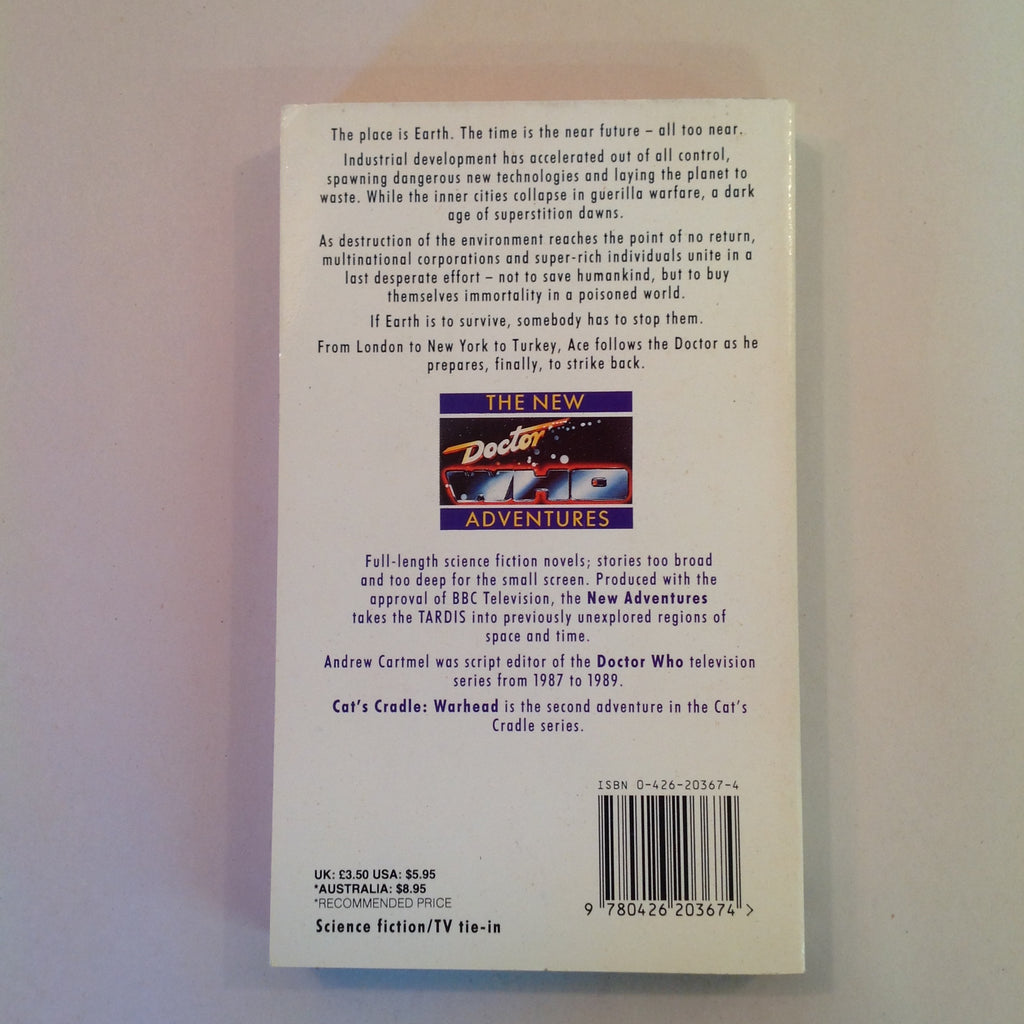 The place is Earth. The time is the near future – all too near.
Industrial development has accelerated out of all control,
spawning dangerous new technologies and laying the planet to
waste. While the inner cities collapse in guerilla warfare, a dark
age of superstition dawns.
As destruction of the environment reaches the point of no return,
multinational corporations and super-rich individuals unite in a
last desperate effort – not to save humankind, but to buy
themselves immortality in a poisoned world.
If Earth is to survive, somebody has to stop them.
From London to New York to Turkey, Ace follows the Doctor as he
prepares, finally, to strike back.
THE NEW
Doctor
WHO
ADVENTURES
Full-length science fiction novels; stories too broad
and too deep for the small screen. Produced with the
approval of BBC Television, the New Adventures
takes the TARDIS into previously unexplored regions of
space and time.
Andrew Cartmel was script editor of the Doctor Who television
series from 1987 to 1989.
Cat's Cradle: Warhead is the second adventure in the Cat's
Cradle series.
ISBN 0-426-20367-4
9 780426 203674 >
UK: £3.50 USA: $5.95
*AUSTRALIA: $8.95
*RECOMMENDED PRICE
Science fiction/TV tie-in